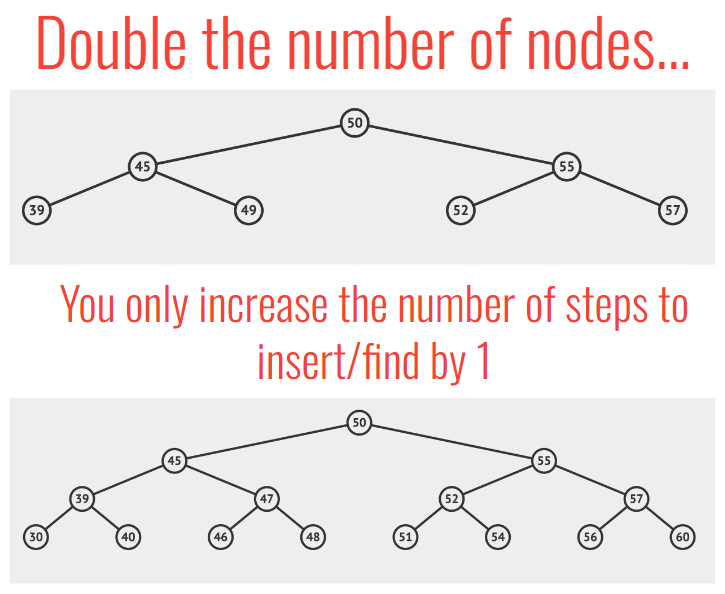 Double the number of nodes...
50
45 55
39 49 52 57
You only increase the number of steps to
insert/find by 1
50
45 55
39 47 52 57
30 40 46 48 51 54 56 60